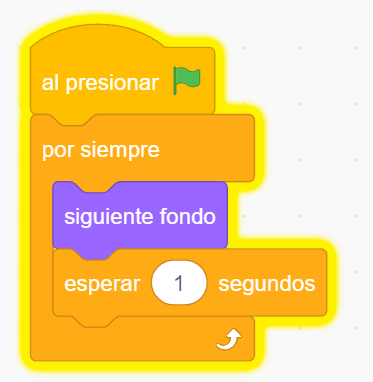 al presionar
por siempre
siguiente fondo
esperar 1 segundos